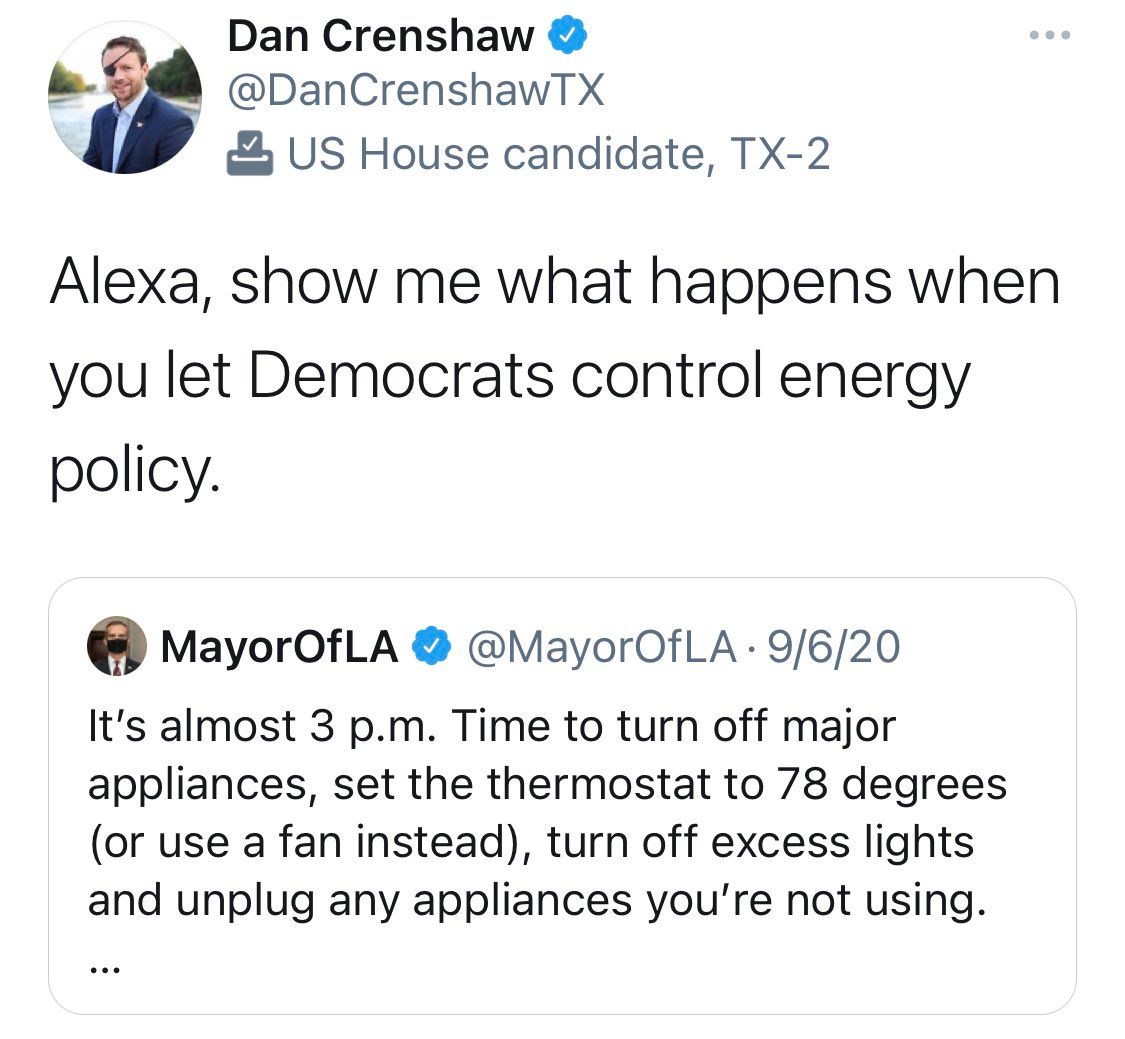 Dan Crenshaw
@DanCrenshawTX
US House candidate, TX-2
Alexa, show me what happens when
you let Democrats control energy
policy.
MayorOfLA @MayorOfLA · 9/6/20
It’s almost 3 p.m. Time to turn off major
appliances, set the thermostat to 78 degrees
(or use a fan instead), turn off excess lights
and unplug any appliances you’re not using.
...